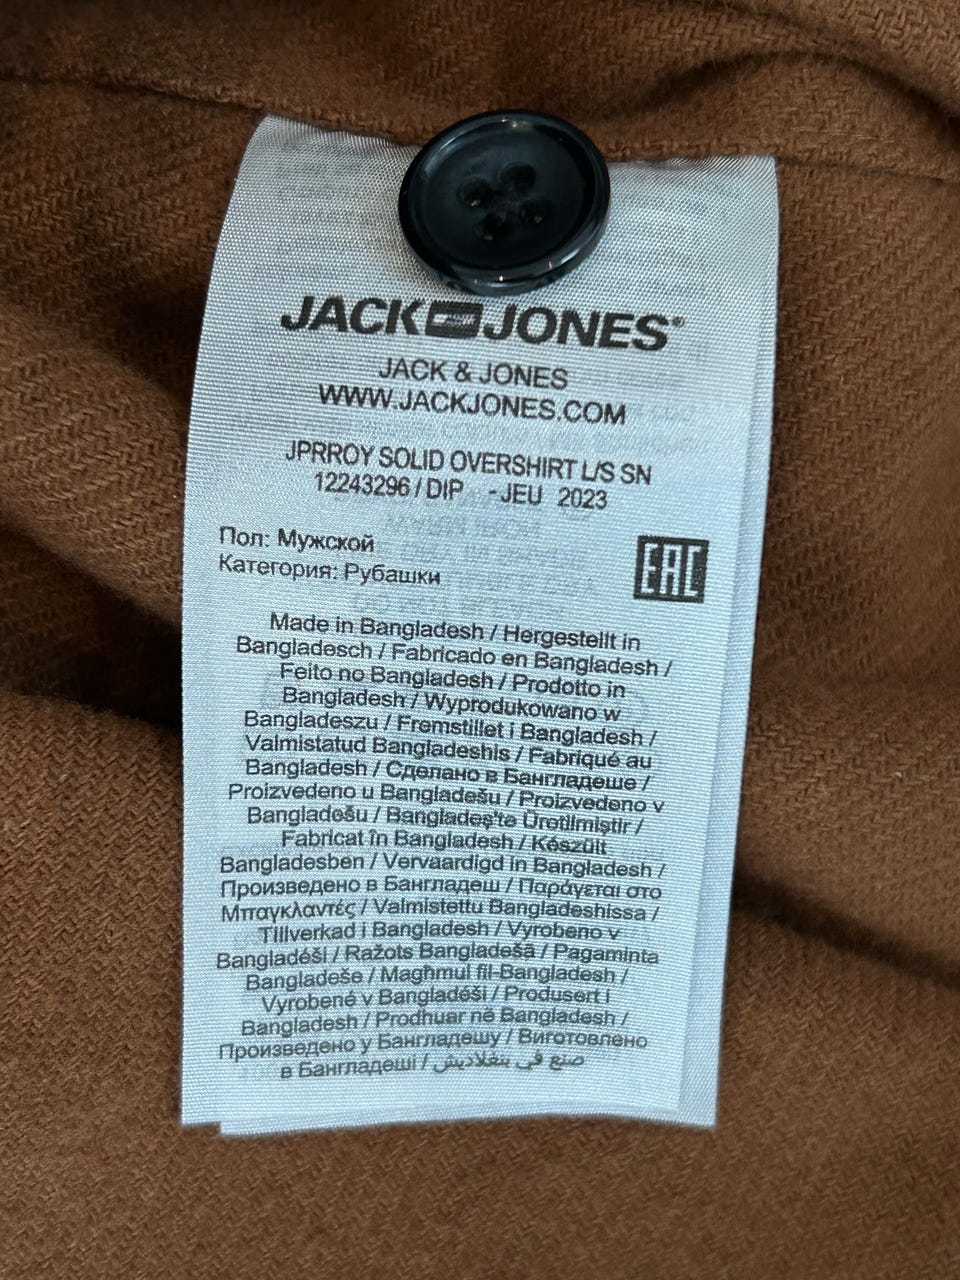 JACK JONES®
JACK & JONES
WWW.JACKJONES.COM
JPRROY SOLID OVERSHIRT L/S SN
12243296 / DIP - JEU 2023
Пол: Мужской
Категория: Рубашки
EAC
Made in Bangladesh / Hergestellt in
Bangladesch / Fabricado en Bangladesh /
Feito no Bangladesh / Prodotto in
Bangladesh / Wyprodukowano w
Bangladeszu / Fremstillet i Bangladesh /
Valmistatud Bangladeshis / Fabriqué au
Bangladesh / Сделано в Бангладеше /
Proizvedeno u Bangladešu / Proizvedeno v
Bangladešu / Bangladeş'te Üretilmiştir /
Fabricat în Bangladesh / Készült
Bangladesben / Vervaardigd in Bangladesh /
Произведено в Бангладеш / Παράγεται στο
Μπαγκλαντές / Valmistettu Bangladeshissa /
Tillverkad i Bangladesh / Vyrobeno v
Bangladéši / Ražots Bangladešā / Pagaminta
Bangladeše / Magħmul fil-Bangladesh /
Vyrobené v Bangladéši / Produsert i
Bangladesh / Prodhuar në Bangladesh /
Произведено у Бангладешу / Виготовлено
в Бангладеші / صنع في بنغلاديش